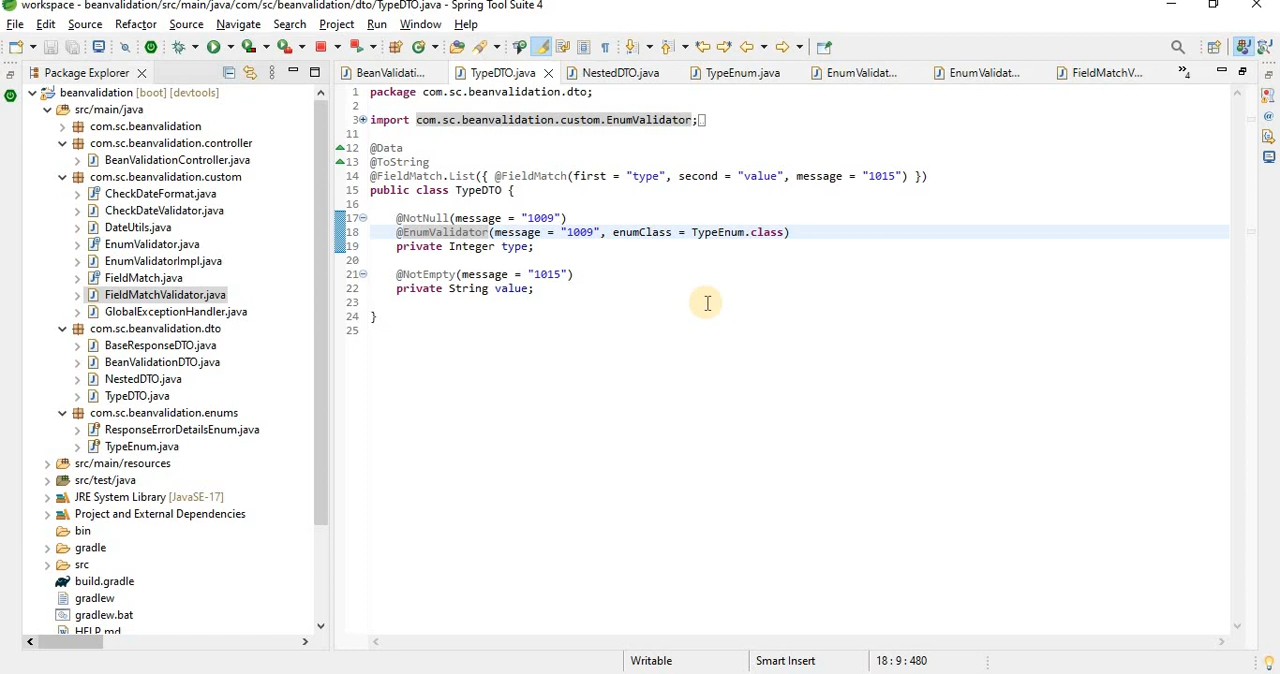 workspace - beanvalidation/src/main/java/com/sc/beanvalidation/dto/TypeDTO.java - Spring Tool Suite 4
File Edit Source Refactor Source Navigate Search Project Run Window Help
Package Explorer
BeanValidati...
TypeDTO.java
NestedDTO.java
TypeEnum.java
EnumValidat...
EnumValidat...
FieldMatchV...
»4
beanvalidation [boot] [devtools]
src/main/java
com.sc.beanvalidation
com.sc.beanvalidation.controller
BeanValidationController.java
com.sc.beanvalidation.custom
CheckDateFormat.java
CheckDateValidator.java
DateUtils.java
EnumValidator.java
EnumValidatorImpl.java
FieldMatch.java
FieldMatchValidator.java
GlobalExceptionHandler.java
com.sc.beanvalidation.dto
BaseResponseDTO.java
BeanValidationDTO.java
NestedDTO.java
TypeDTO.java
com.sc.beanvalidation.enums
ResponseErrorDetailsEnum.java
TypeEnum.java
src/main/resources
src/test/java
JRE System Library [JavaSE-17]
Project and External Dependencies
bin
gradle
src
build.gradle
gradlew
gradlew.bat
HELP.md
1 package com.sc.beanvalidation.dto;
2
3 import com.sc.beanvalidation.custom.EnumValidator;
11
12 @Data
13 @ToString
14 @FieldMatch.List({ @FieldMatch(first = "type", second = "value", message = "1015") })
15 public class TypeDTO {
16
17 @NotNull(message = "1009")
18 @EnumValidator(message = "1009", enumClass = TypeEnum.class)
19 private Integer type;
20
21 @NotEmpty(message = "1015")
22 private String value;
23
24 }
25
Writable
Smart Insert
18 : 9 : 480